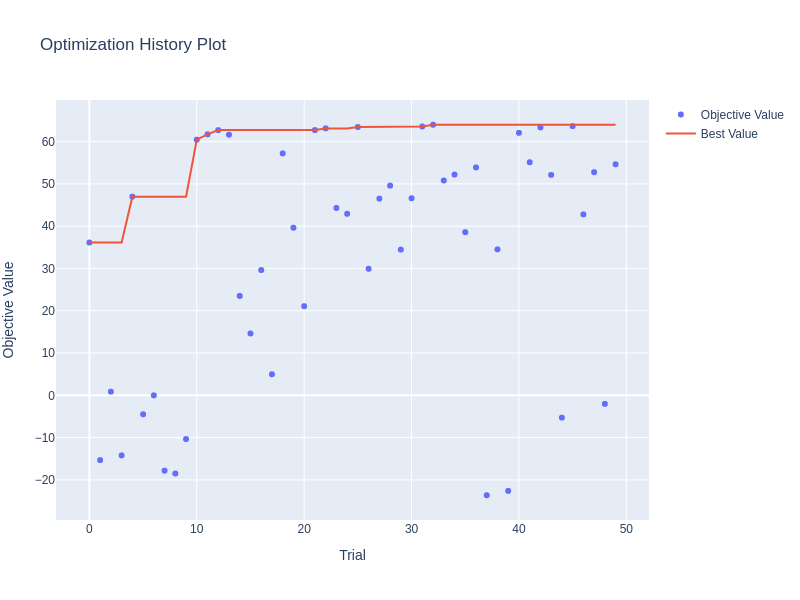 Optimization History Plot
Objective Value
Best Value
60
50
40
30
20
10
0
−10
−20
Objective Value
0 10 20 30 40 50
Trial